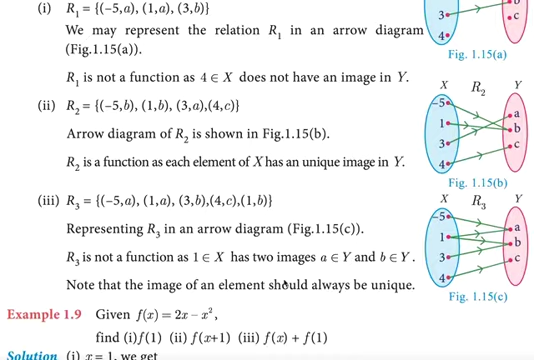 (i) R₁ = {(−5,a), (1,a), (3,b)}
We may represent the relation R₁ in an arrow diagram
(Fig.1.15(a)).
R₁ is not a function as 4 ∈ X does not have an image in Y.
3
4
b
c
Fig. 1.15(a)
(ii) R₂ = {(−5,b), (1,b), (3,a),(4,c)}
Arrow diagram of R₂ is shown in Fig.1.15(b).
R₂ is a function as each element of X has an unique image in Y.
X R₂ Y
−5
1
3
4
a
b
c
Fig. 1.15(b)
(iii) R₃ = {(−5,a), (1,a), (3,b),(4,c),(1,b)}
Representing R₃ in an arrow diagram (Fig.1.15(c)).
R₃ is not a function as 1 ∈ X has two images a ∈ Y and b ∈ Y.
Note that the image of an element should always be unique.
X R₃ Y
−5
1
3
4
a
b
c
Fig. 1.15(c)
Example 1.9 Given f(x) = 2x − x²,
find (i) f(1) (ii) f(x+1) (iii) f(x) + f(1)
Solution (i) x = 1, we get